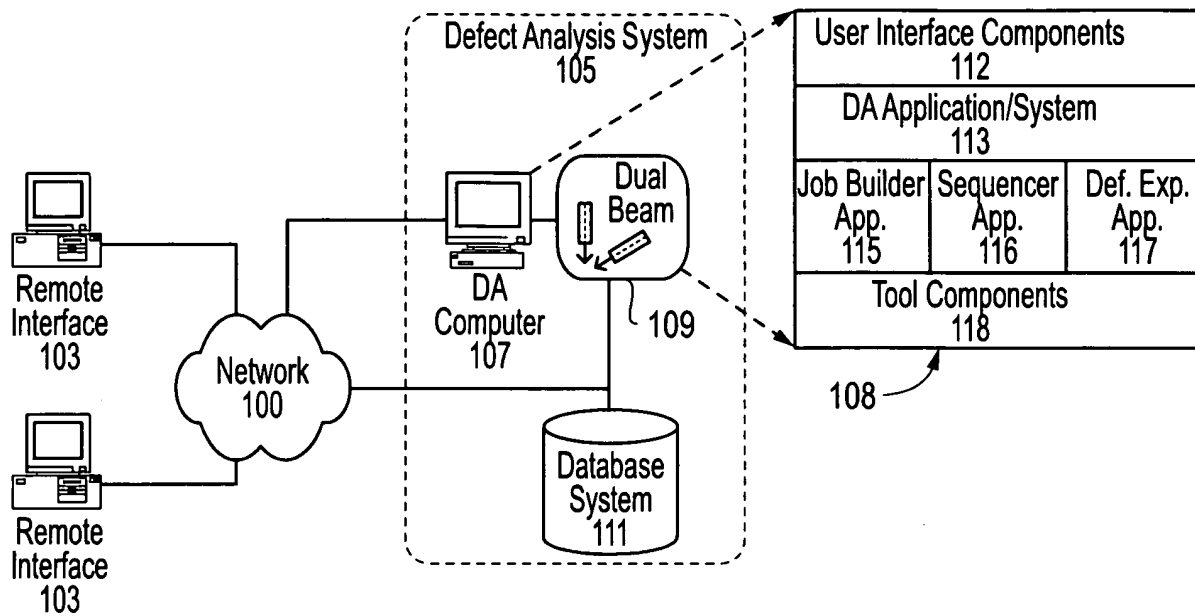 Defect Analysis System
105
User Interface Components
112
DA Application/System
113
Job Builder
App.
115
Sequencer
App.
116
Def. Exp.
App.
117
Tool Components
118
108
Dual
Beam
109
DA
Computer
107
Remote
Interface
103
Network
100
Database
System
111
Remote
Interface
103